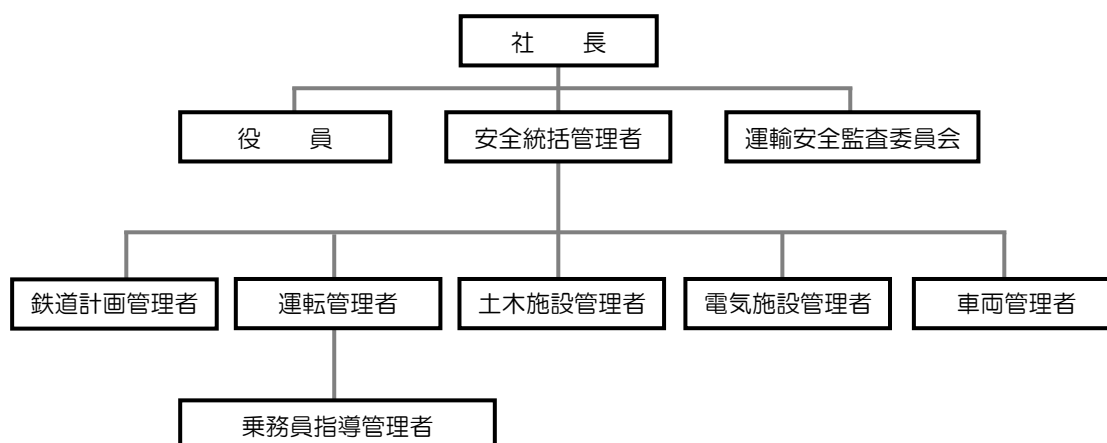 社　　長
役　　員
安全統括管理者
運輸安全監査委員会
鉄道計画管理者
運転管理者
土木施設管理者
電気施設管理者
車両管理者
乗務員指導管理者